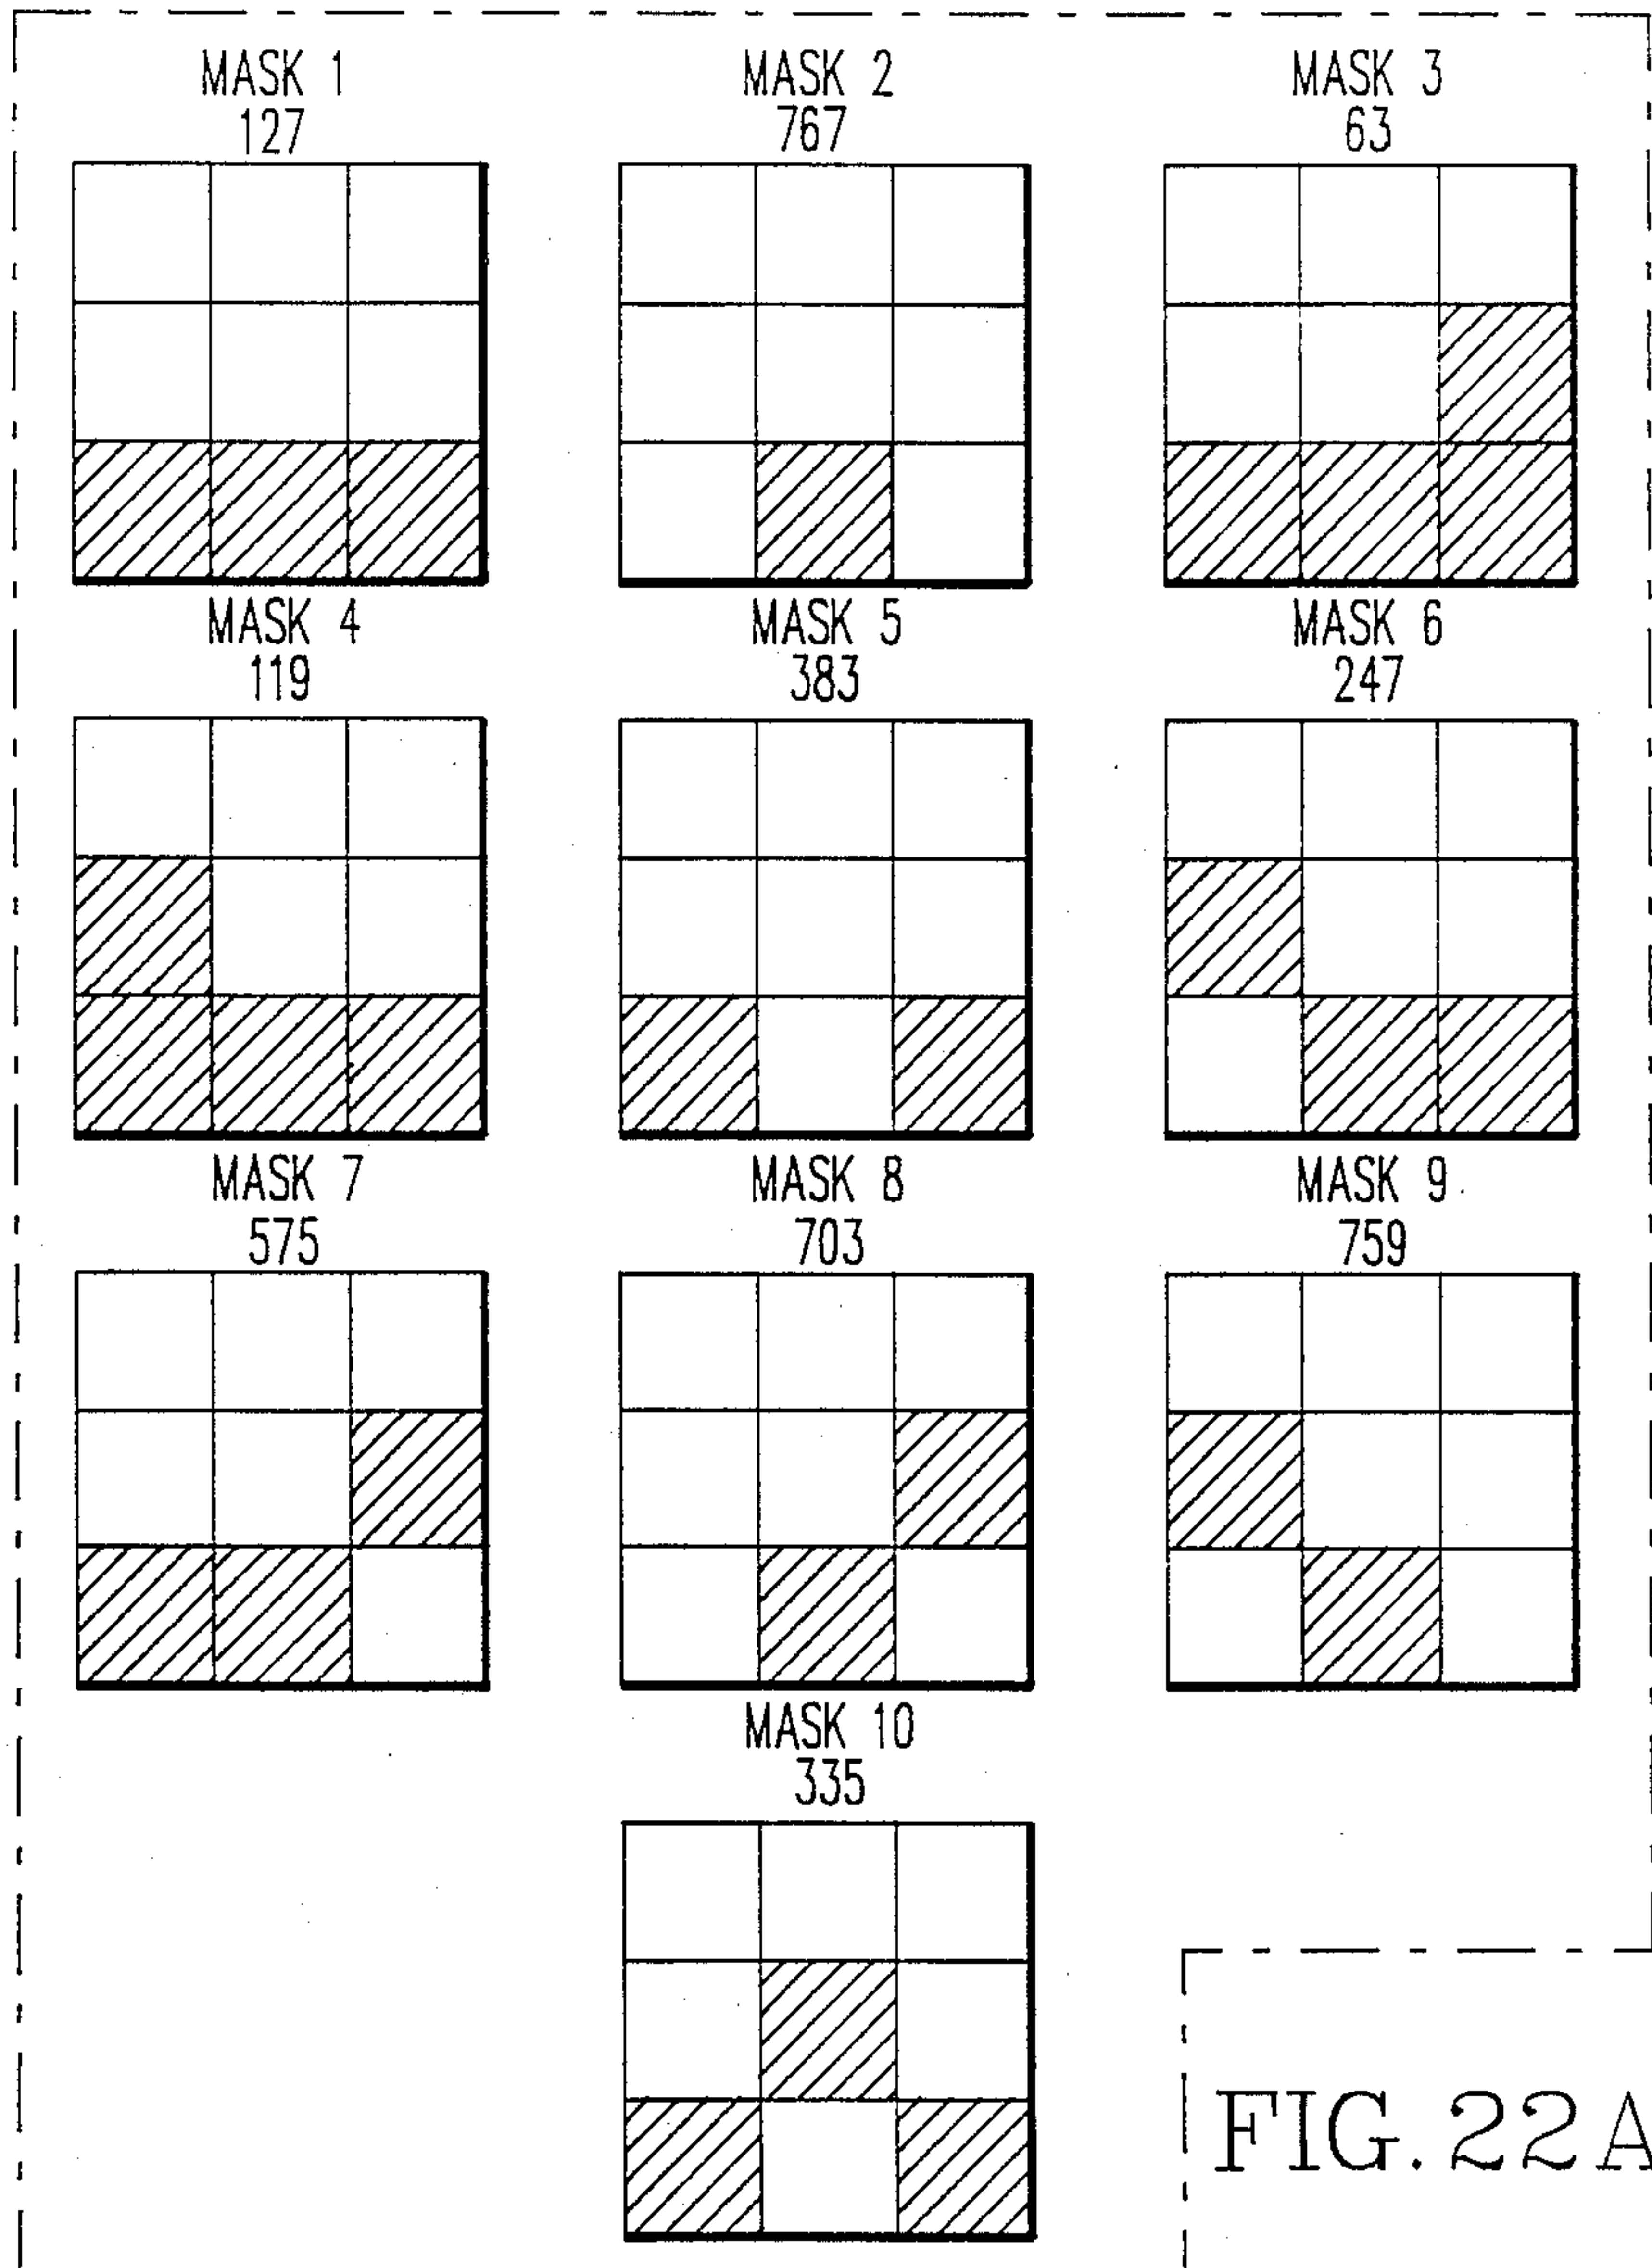 MASK 1
127
MASK 2
767
MASK 3
63
MASK 4
119
MASK 5
383
MASK 6
247
MASK 7
575
MASK 8
703
MASK 9
759
MASK 10
335
FIG. 22A